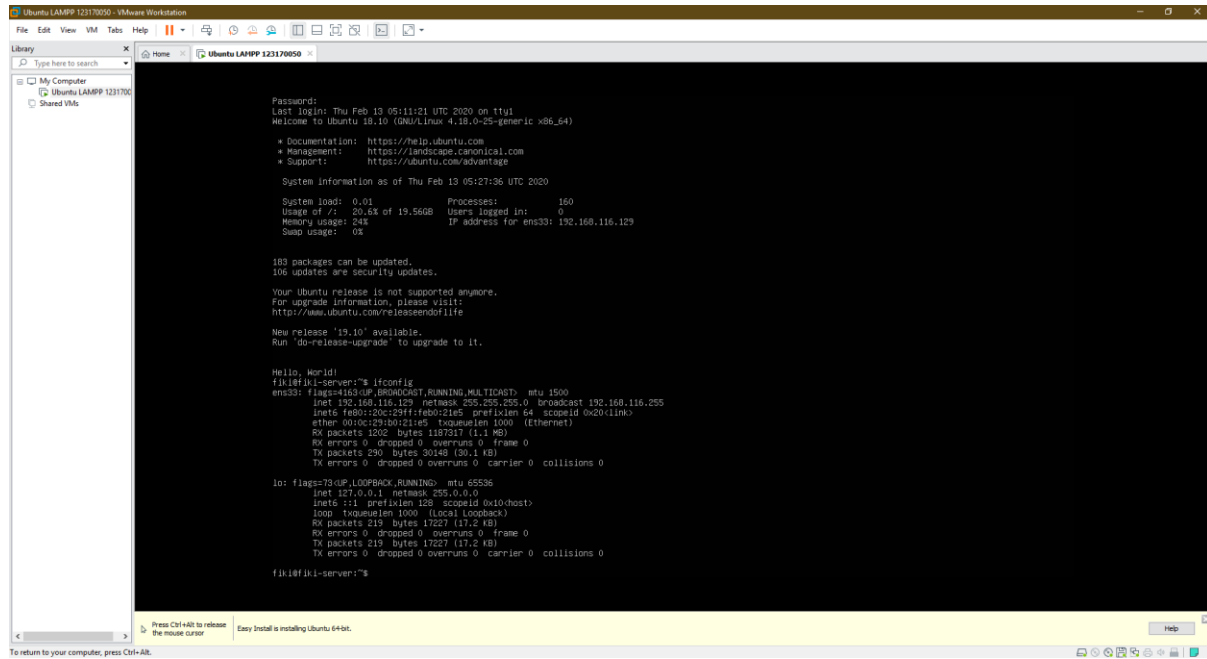 Ubuntu LAMPP 123170050 - VMware Workstation
File Edit View VM Tabs Help
Library
Type here to search
My Computer
Ubuntu LAMPP 1231700
Shared VMs
Home
Ubuntu LAMPP 123170050
Password:
Last login: Thu Feb 13 05:11:21 UTC 2020 on tty1
Welcome to Ubuntu 18.10 (GNU/Linux 4.18.0-25-generic x86_64)
* Documentation: https://help.ubuntu.com
* Management: https://landscape.canonical.com
* Support: https://ubuntu.com/advantage
System information as of Thu Feb 13 05:27:36 UTC 2020
System load: 0.01 Processes: 160
Usage of /: 20.6% of 19.56GB Users logged in: 0
Memory usage: 24% IP address for ens33: 192.168.116.129
Swap usage: 0%
183 packages can be updated.
106 updates are security updates.
Your Ubuntu release is not supported anymore.
For upgrade information, please visit:
http://www.ubuntu.com/releaseendoflife
New release '19.10' available.
Run 'do-release-upgrade' to upgrade to it.
Hello, World!
fiki@fiki-server:~$ ifconfig
ens33: flags=4163<UP,BROADCAST,RUNNING,MULTICAST> mtu 1500
inet 192.168.116.129 netmask 255.255.255.0 broadcast 192.168.116.255
inet6 fe80::20c:29ff:feb0:21e5 prefixlen 64 scopeid 0x20<link>
ether 00:0c:29:b0:21:e5 txqueuelen 1000 (Ethernet)
RX packets 1202 bytes 1187317 (1.1 MB)
RX errors 0 dropped 0 overruns 0 frame 0
TX packets 290 bytes 30148 (30.1 KB)
TX errors 0 dropped 0 overruns 0 carrier 0 collisions 0
lo: flags=73<UP,LOOPBACK,RUNNING> mtu 65536
inet 127.0.0.1 netmask 255.0.0.0
inet6 ::1 prefixlen 128 scopeid 0x10<host>
loop txqueuelen 1000 (Local Loopback)
RX packets 219 bytes 17227 (17.2 KB)
RX errors 0 dropped 0 overruns 0 frame 0
TX packets 219 bytes 17227 (17.2 KB)
TX errors 0 dropped 0 overruns 0 carrier 0 collisions 0
fiki@fiki-server:~$
Press Ctrl+Alt to release
the mouse cursor
Easy Install is installing Ubuntu 64-bit.
Help
To return to your computer, press Ctrl+Alt.